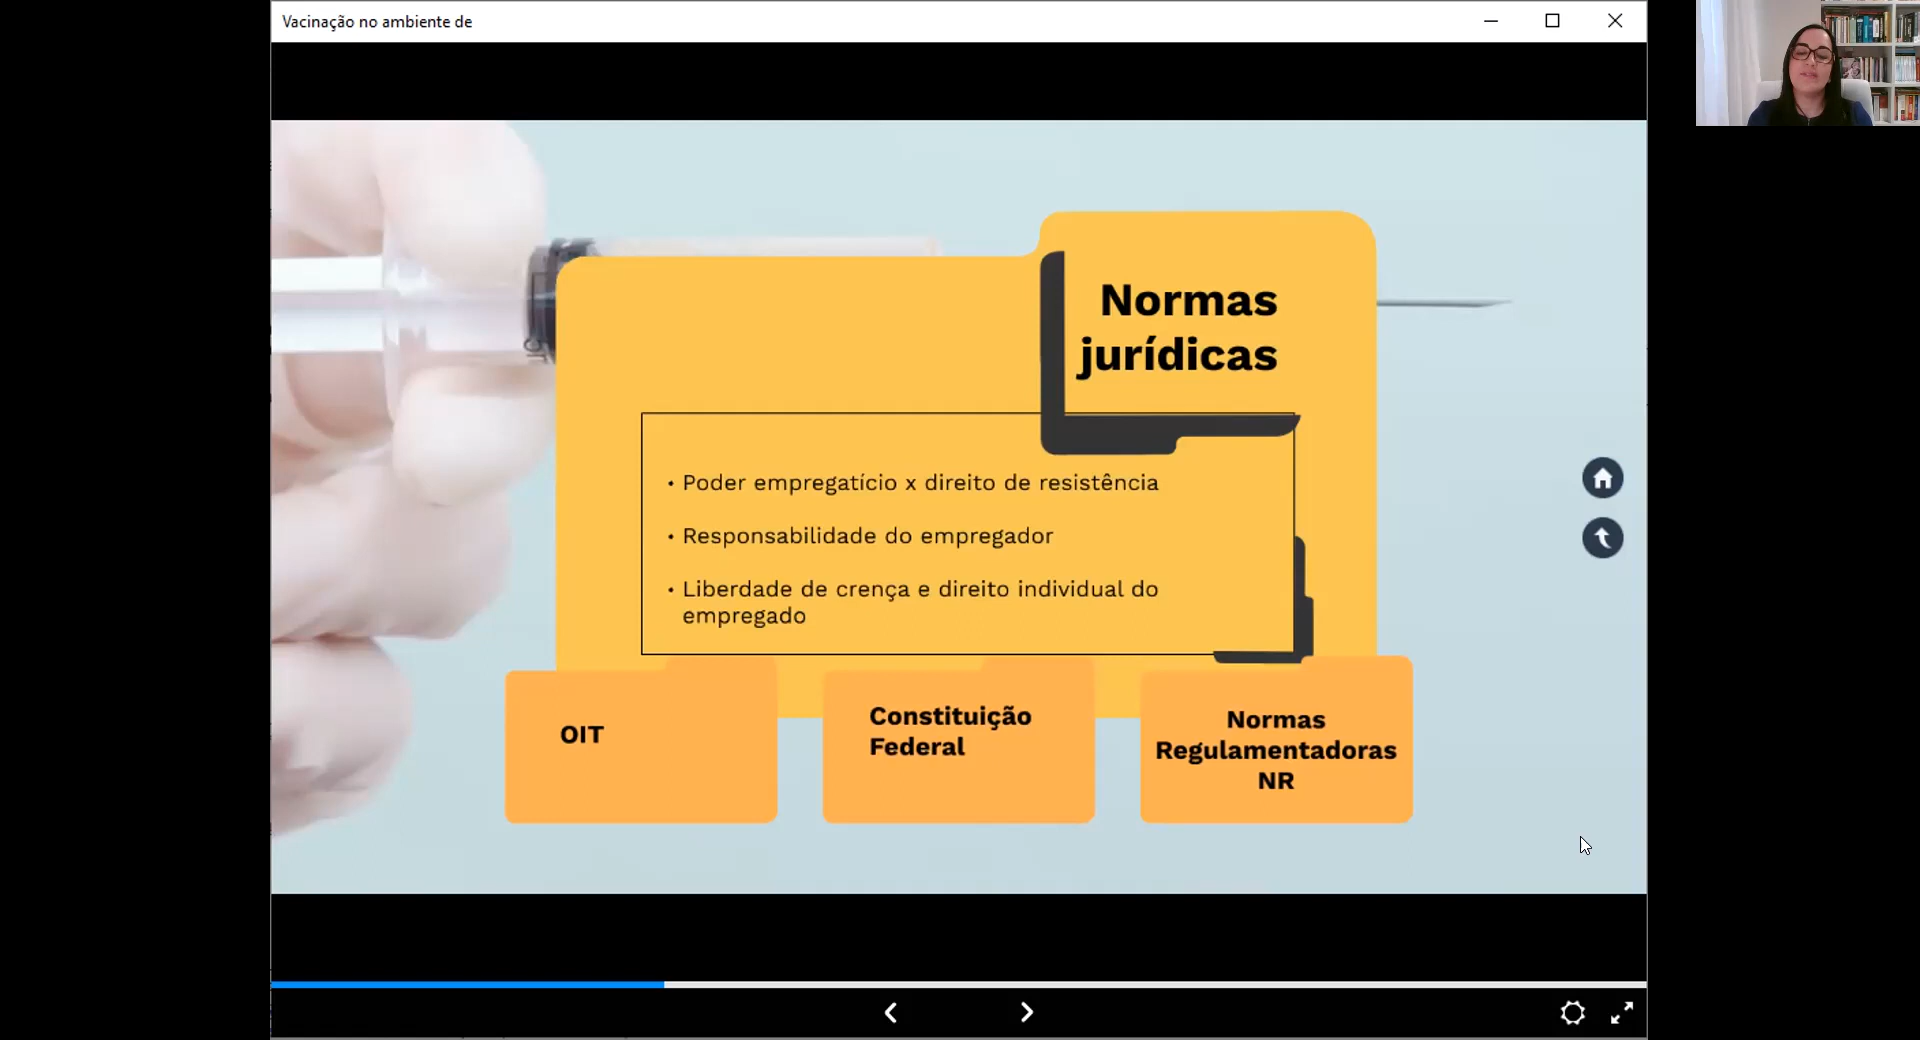 Vacinação no ambiente de
Normas
jurídicas
• Poder empregatício x direito de resistência
• Responsabilidade do empregador
• Liberdade de crença e direito individual do
empregado
OIT
Constituição
Federal
Normas
Regulamentadoras
NR